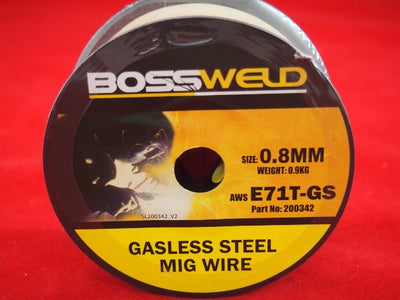 BOSSWELD
SIZE: 0.8MM
WEIGHT: 0.9KG
AWS E71T-GS
Part No: 200342
SL200342_V2
GASLESS STEEL
MIG WIRE